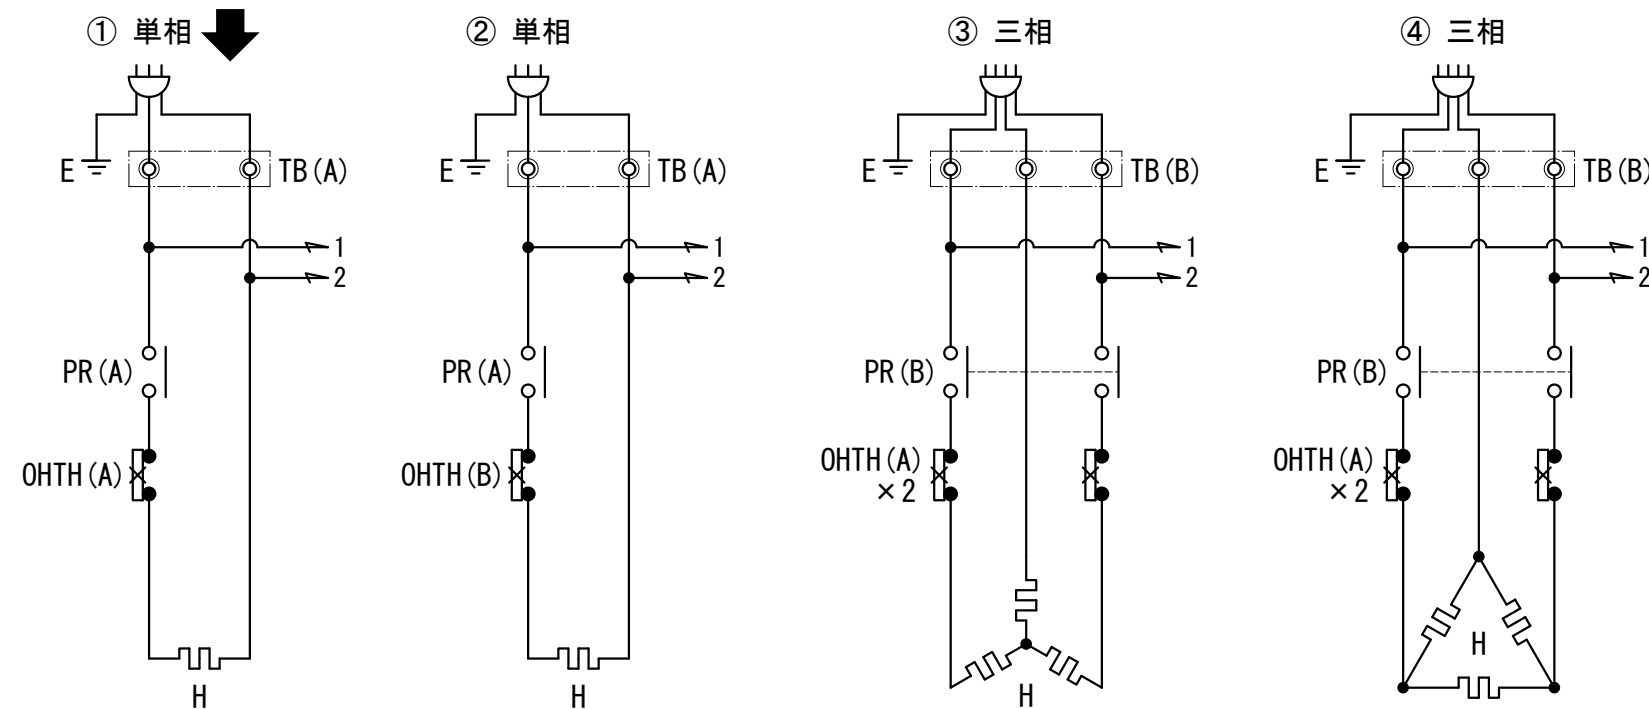 ① 単相
② 単相
③ 三相
④ 三相
E
TB(A)
E
TB(A)
E
TB(B)
E
TB(B)
1
1
1
1
2
2
2
2
PR(A)
PR(A)
PR(B)
PR(B)
OHTH(A)
OHTH(B)
OHTH(A)
×2
OHTH(A)
×2
H
H
H
H